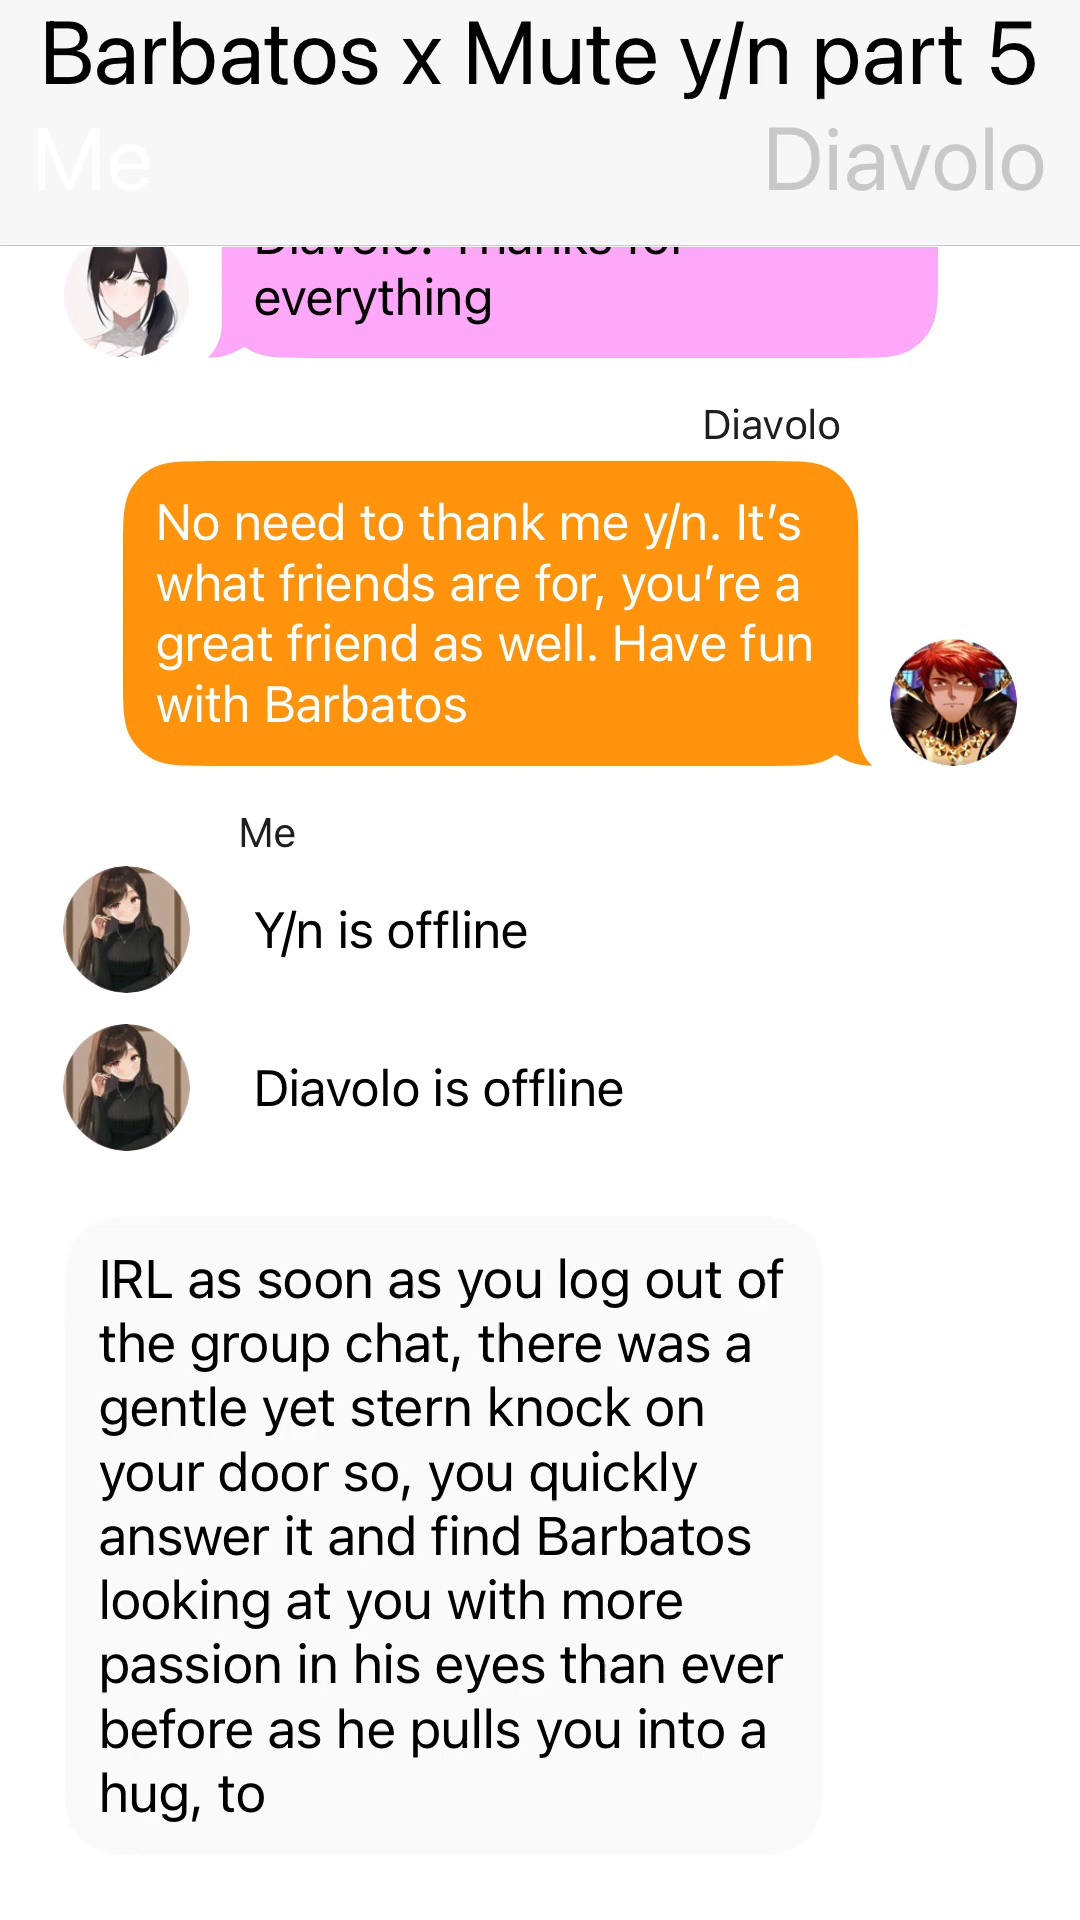 Barbatos x Mute y/n part 5
Me
Diavolo
Diavolo. Thanks for
everything
Diavolo
No need to thank me y/n. It’s
what friends are for, you’re a
great friend as well. Have fun
with Barbatos
Me
Y/n is offline
Diavolo is offline
IRL as soon as you log out of
the group chat, there was a
gentle yet stern knock on
your door so, you quickly
answer it and find Barbatos
looking at you with more
passion in his eyes than ever
before as he pulls you into a
hug, to